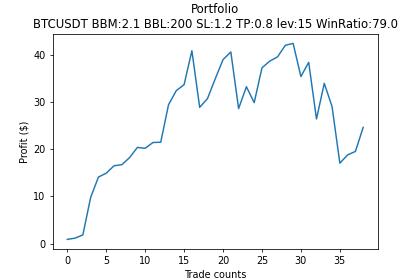 Portfolio
BTCUSDT BBM:2.1 BBL:200 SL:1.2 TP:0.8 lev:15 WinRatio:79.0
40
30
20
10
0
Profit ($)
0 5 10 15 20 25 30 35
Trade counts